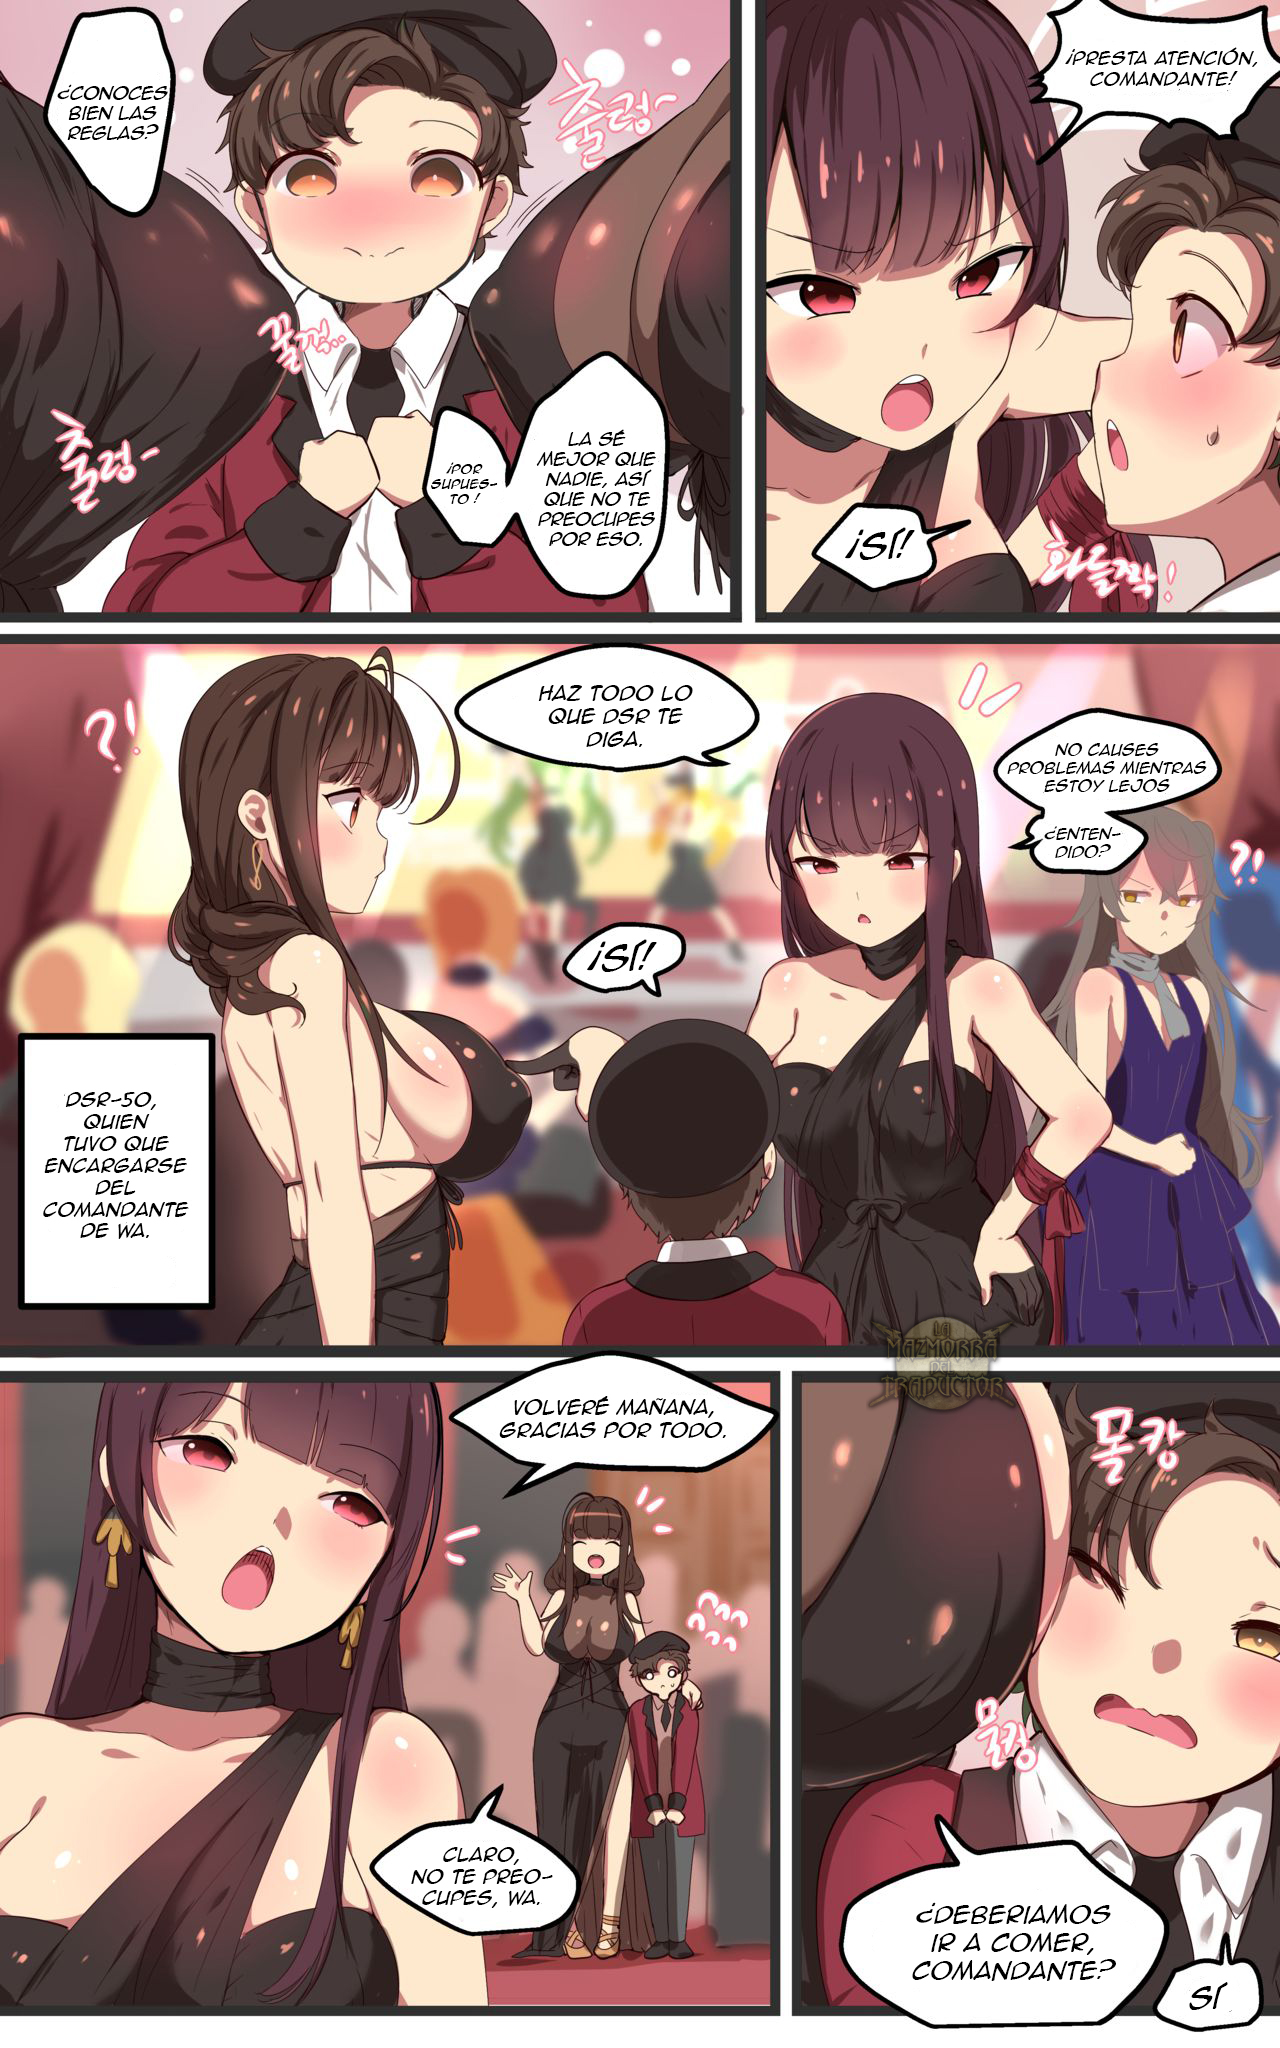 ¿CONOCES
BIEN LAS
REGLAS?
출렁~
꿀꺽..
출렁~
¡POR
SUPUES-
TO !
LA SÉ
MEJOR QUE
NADIE, ASÍ
QUE NO TE
PREOCUPES
POR ESO.
¡PRESTA ATENCIÓN,
COMANDANTE!
¡SÍ!
화들짝!
?!
HAZ TODO LO
QUE DSR TE
DIGA.
NO CAUSES
PROBLEMAS MIENTRAS
ESTOY LEJOS
¿ENTEN-
DIDO?
?!
¡SÍ!
DSR-50,
QUIEN
TUVO QUE
ENCARGARSE
DEL
COMANDANTE
DE WA.
LA
MAZMORRA
DEL
TRADUCTOR
VOLVERÉ MAÑANA,
GRACIAS POR TODO.
CLARO,
NO TE PREO-
CUPES, WA.
몰캉
물컹
¿DEBERIAMOS
IR A COMER,
COMANDANTE?
SÍ